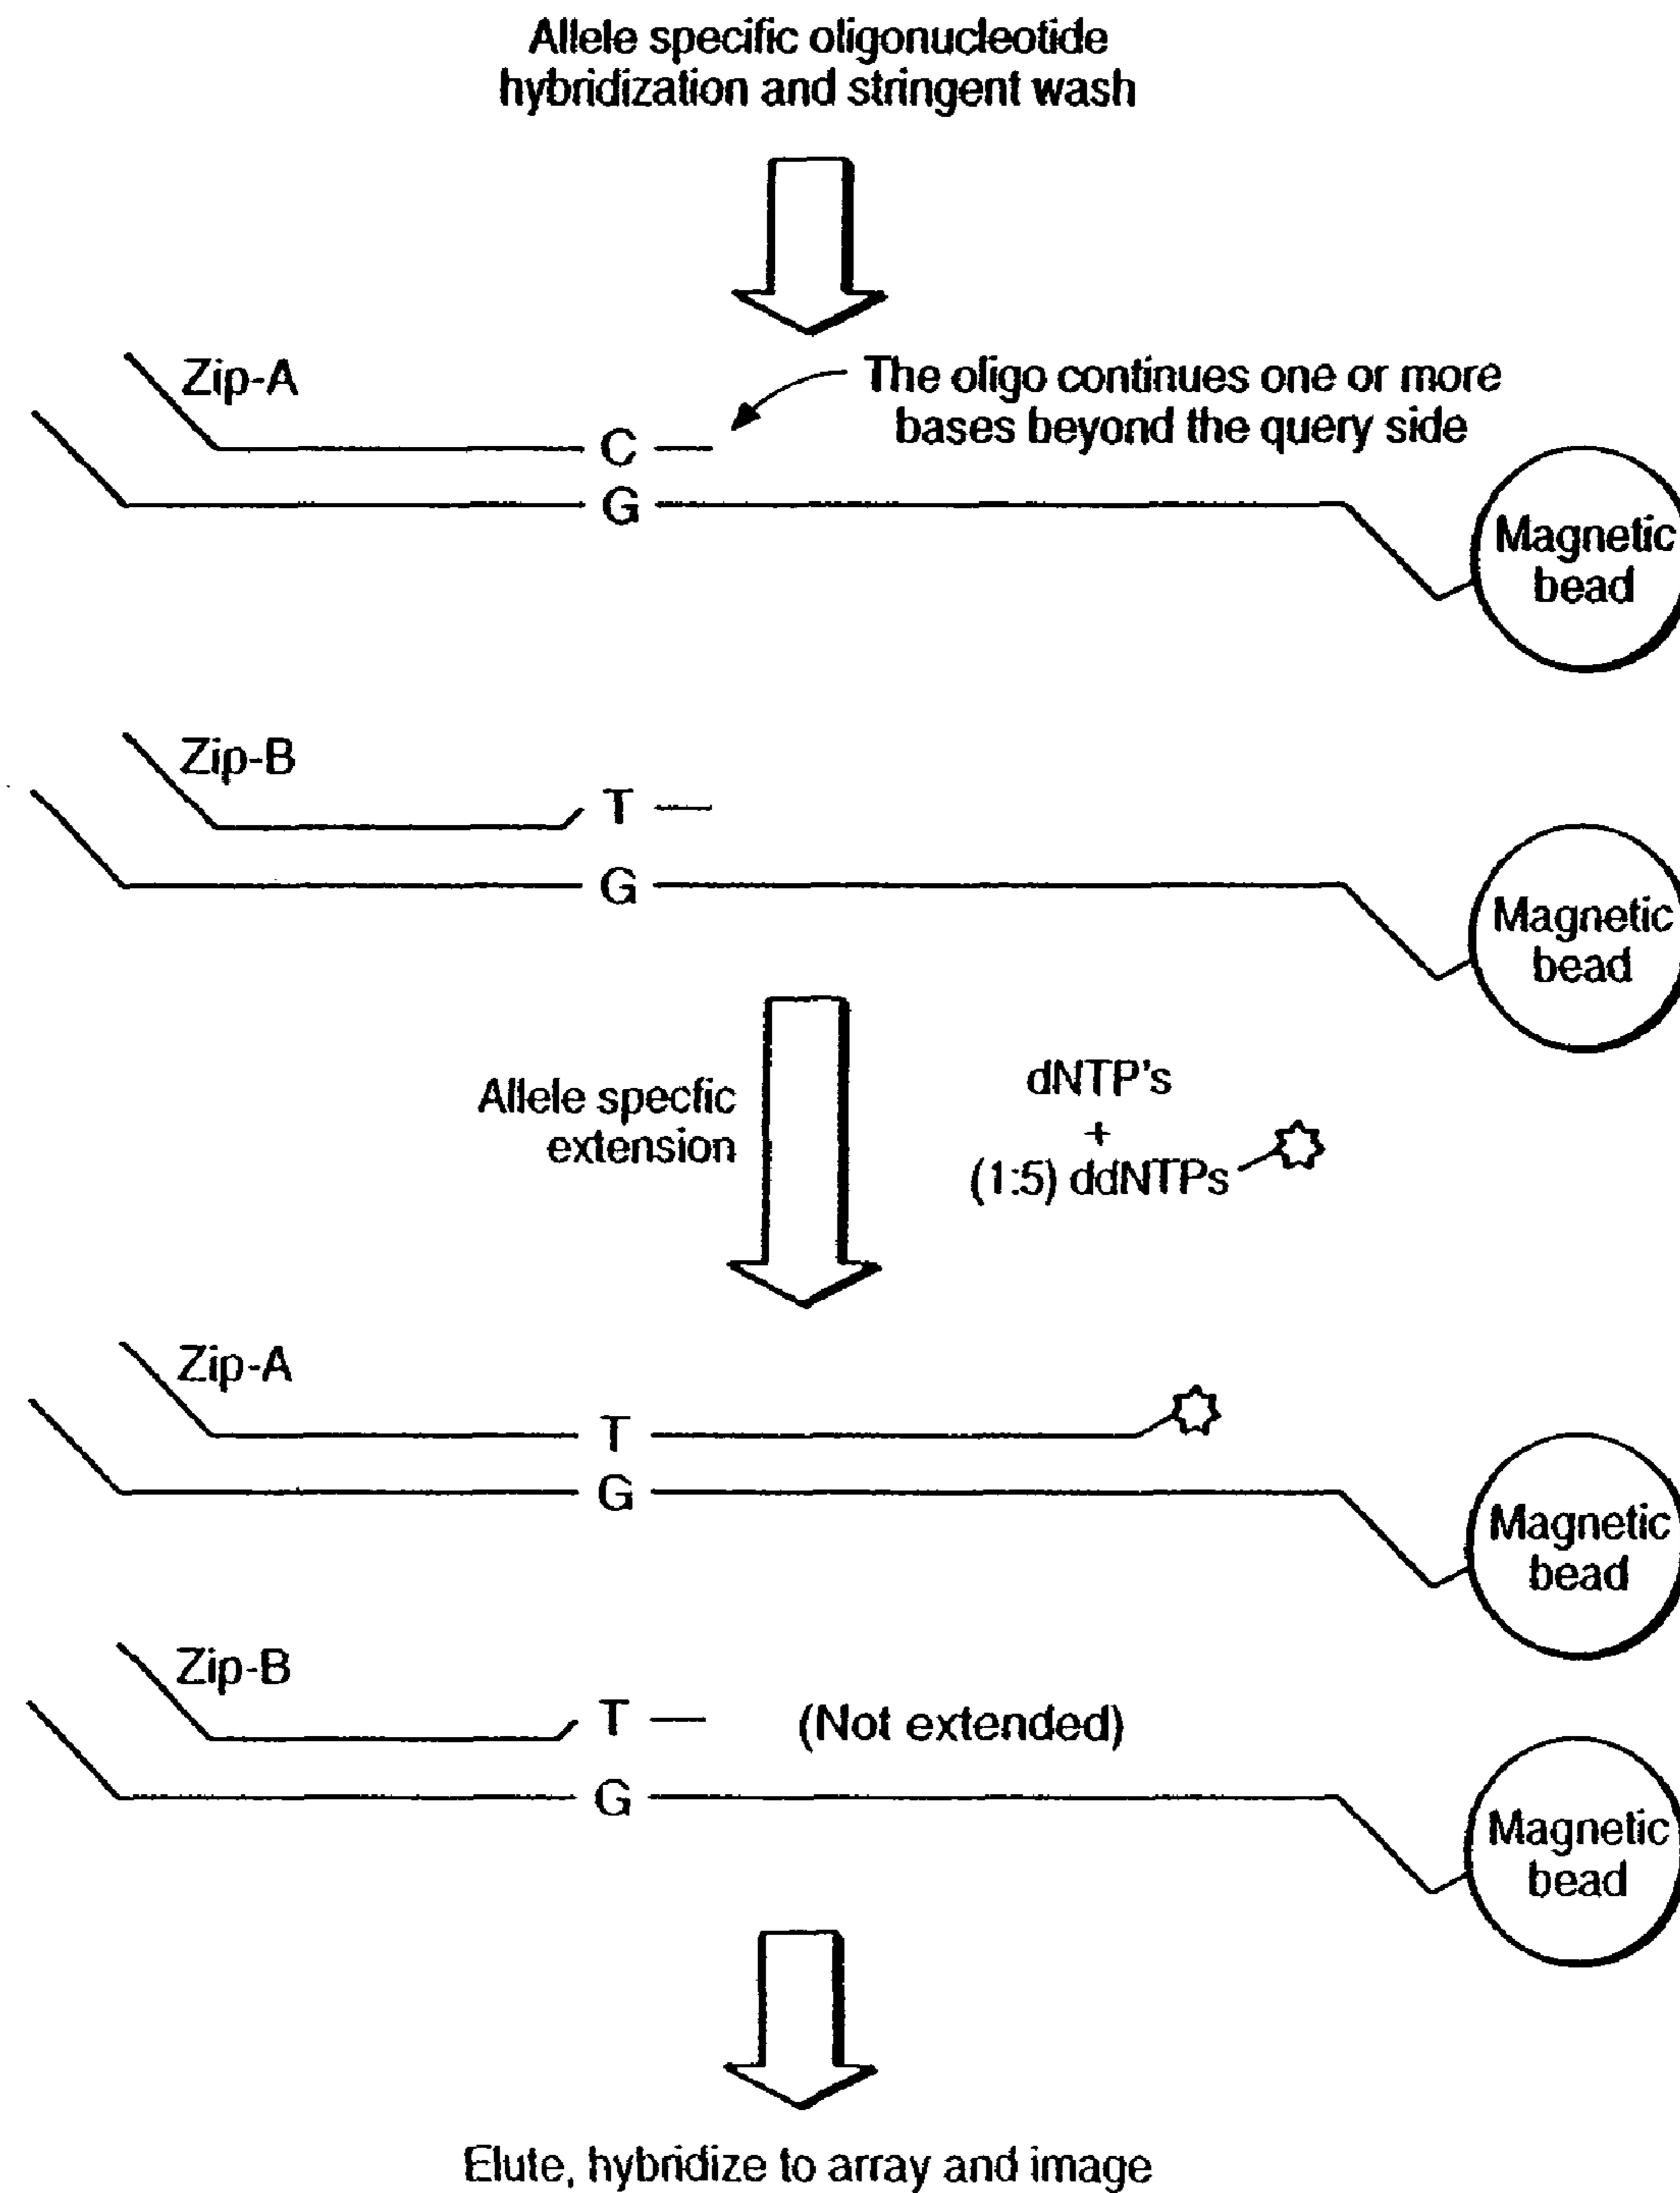 Allele specific oligonucleotide
hybridization and stringent wash
Zip-A
The oligo continues one or more
bases beyond the query side
C
G
Magnetic
bead
Zip-B
T
G
Magnetic
bead
Allele specfic
extension
dNTP's
+
(1:5) ddNTPs
Zip-A
T
G
Magnetic
bead
Zip-B
T
(Not extended)
G
Magnetic
bead
Elute, hybridize to array and image